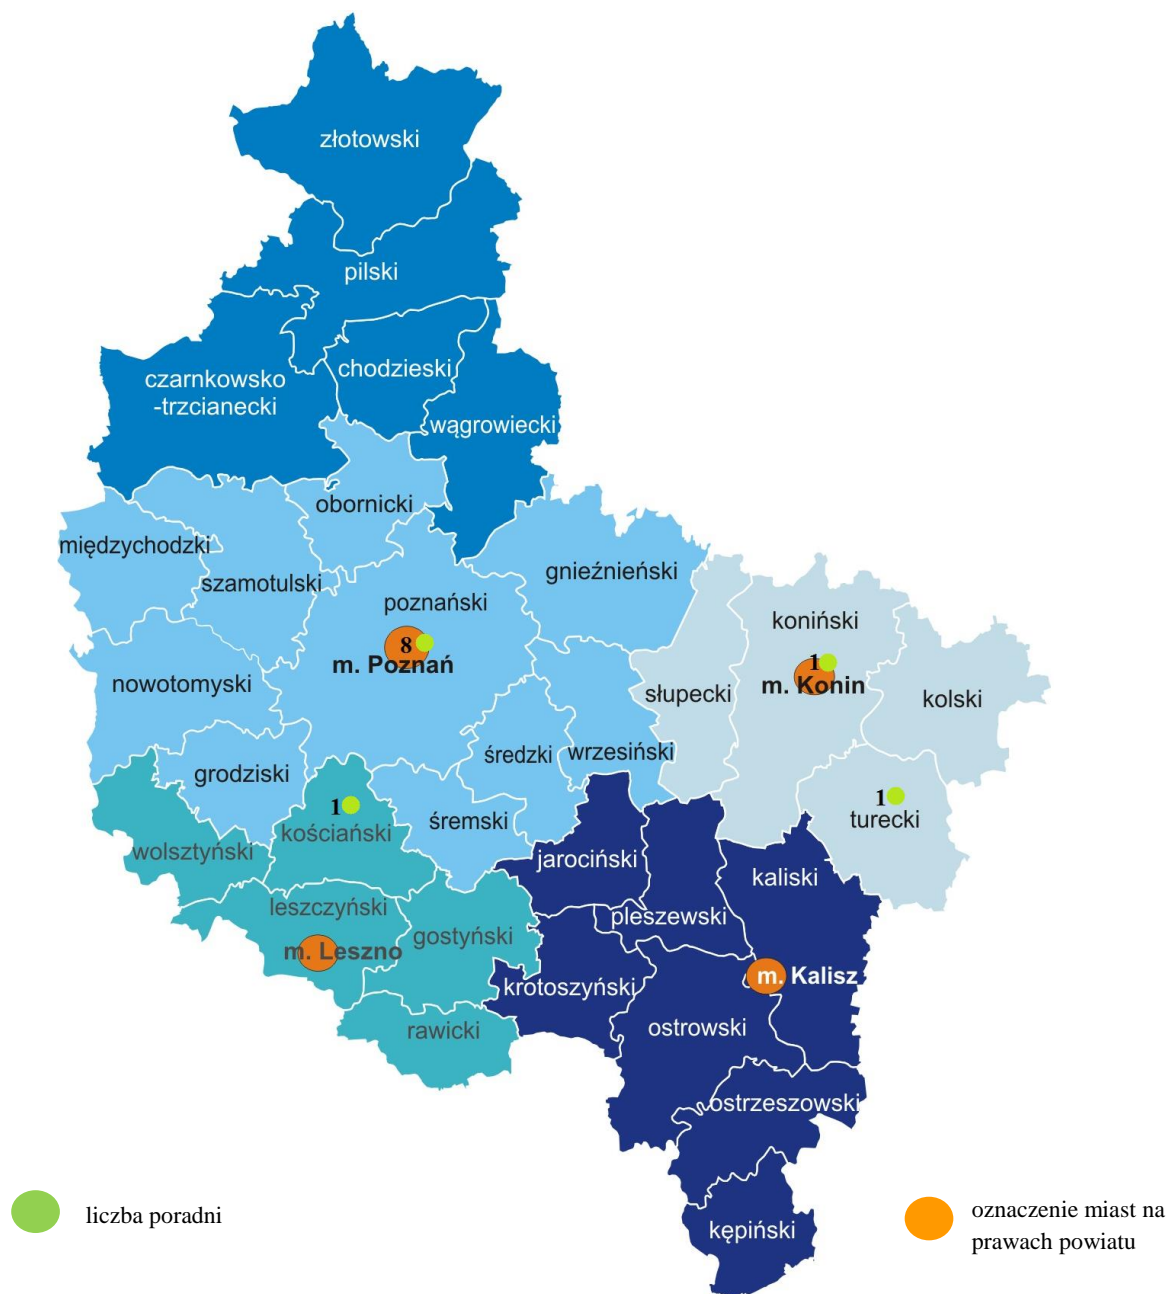 złotowski
pilski
chodzieski
czarnkowsko
-trzcianecki
wągrowiecki
obornicki
międzychodzki
szamotulski
gnieźnieński
poznański
8
m. Poznań
koniński
1
m. Konin
nowotomyski
słupecki
kolski
średzki
wrzesiński
grodziski
1
kościański
śremski
1
turecki
wolsztyński
jarociński
kaliski
leszczyński
pleszewski
gostyński
m. Leszno
m. Kalisz
krotoszyński
rawicki
ostrowski
ostrzeszowski
kępiński
liczba poradni
oznaczenie miast na
prawach powiatu